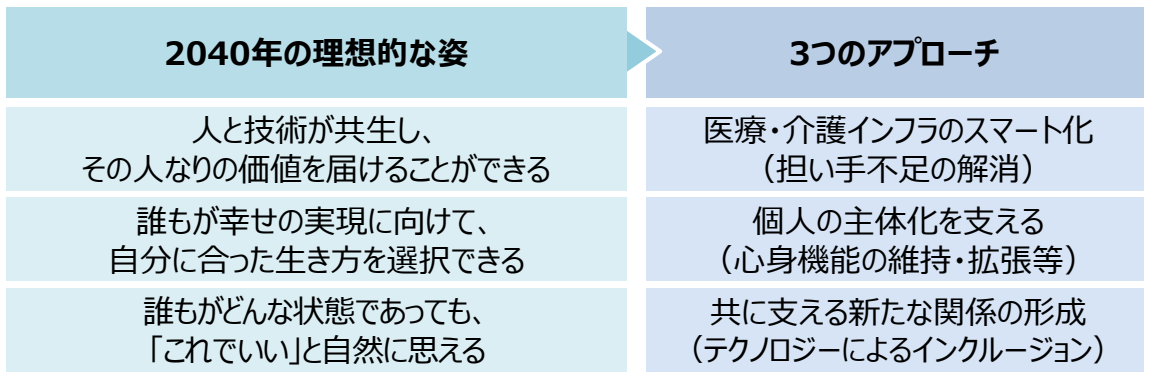 2040年の理想的な姿
3つのアプローチ
人と技術が共生し、
その人なりの価値を届けることができる
医療・介護インフラのスマート化
（担い手不足の解消）
誰もが幸せの実現に向けて、
自分に合った生き方を選択できる
個人の主体化を支える
（心身機能の維持・拡張等）
誰もがどんな状態であっても、
「これでいい」と自然に思える
共に支える新たな関係の形成
（テクノロジーによるインクルージョン）